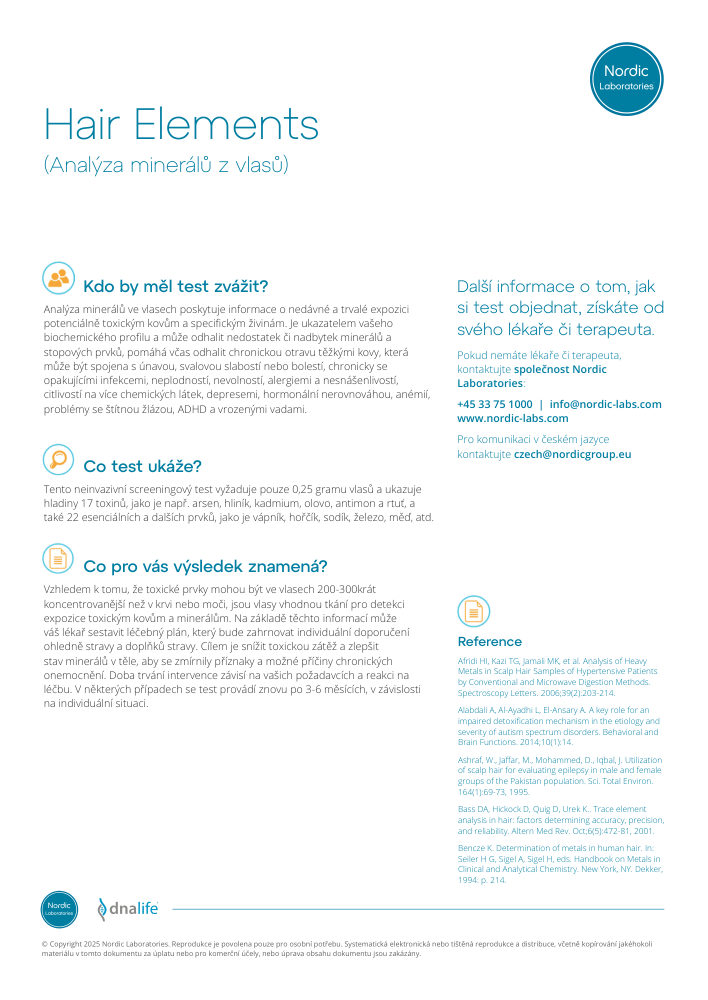 Nordic
Laboratories
Hair Elements
(Analýza minerálů z vlasů)
Kdo by měl test zvážit?
Analýza minerálů ve vlasech poskytuje informace o nedávné a trvalé expozici
potenciálně toxickým kovům a specifickým živinám. Je ukazatelem vašeho
biochemického profilu a může odhalit nedostatek či nadbytek minerálů a
stopových prvků, pomáhá včas odhalit chronickou otravu těžkými kovy, která
může být spojena s únavou, svalovou slabostí nebo bolestí, chronicky se
opakujícími infekcemi, neplodností, nevolností, alergiemi a nesnášenlivostí,
citlivostí na více chemických látek, depresemi, hormonální nerovnováhou, anémií,
problémy se štítnou žlázou, ADHD a vrozenými vadami.
Co test ukáže?
Tento neinvazivní screeningový test vyžaduje pouze 0,25 gramu vlasů a ukazuje
hladiny 17 toxinů, jako je např. arsen, hliník, kadmium, olovo, antimon a rtuť, a
také 22 esenciálních a dalších prvků, jako je vápník, hořčík, sodík, železo, měď, atd.
Co pro vás výsledek znamená?
Vzhledem k tomu, že toxické prvky mohou být ve vlasech 200-300krát
koncentrovanější než v krvi nebo moči, jsou vlasy vhodnou tkání pro detekci
expozice toxickým kovům a minerálům. Na základě těchto informací může
váš lékař sestavit léčebný plán, který bude zahrnovat individuální doporučení
ohledně stravy a doplňků stravy. Cílem je snížit toxickou zátěž a zlepšit
stav minerálů v těle, aby se zmírnily příznaky a možné příčiny chronických
onemocnění. Doba trvání intervence závisí na vašich požadavcích a reakci na
léčbu. V některých případech se test provádí znovu po 3-6 měsících, v závislosti
na individuální situaci.
Další informace o tom, jak
si test objednat, získáte od
svého lékaře či terapeuta.
Pokud nemáte lékaře či terapeuta,
kontaktujte společnost Nordic
Laboratories:
+45 33 75 1000 | info@nordic-labs.com
www.nordic-labs.com
Pro komunikaci v českém jazyce
kontaktujte czech@nordicgroup.eu
Reference
Afridi HI, Kazi TG, Jamali MK, et al. Analysis of Heavy
Metals in Scalp Hair Samples of Hypertensive Patients
by Conventional and Microwave Digestion Methods.
Spectroscopy Letters. 2006;39(2):203-214.
Alabdali A, Al-Ayadhi L, El-Ansary A. A key role for an
impaired detoxification mechanism in the etiology and
severity of autism spectrum disorders. Behavioral and
Brain Functions. 2014;10(1):14.
Ashraf, W., Jaffar, M., Mohammed, D., Iqbal, J. Utilization
of scalp hair for evaluating epilepsy in male and female
groups of the Pakistan population. Sci. Total Environ.
164(1):69-73, 1995.
Bass DA, Hickock D, Quig D, Urek K.. Trace element
analysis in hair: factors determining accuracy, precision,
and reliability. Altern Med Rev. Oct;6(5):472-81, 2001.
Bencze K. Determination of metals in human hair. In:
Seiler H G, Sigel A, Sigel H, eds. Handbook on Metals in
Clinical and Analytical Chemistry. New York, NY. Dekker,
1994: p. 214.
Nordic
Laboratories
dnalife
© Copyright 2025 Nordic Laboratories. Reprodukce je povolena pouze pro osobní potřebu. Systematická elektronická nebo tištěná reprodukce a distribuce, včetně kopírování jakéhokoli
materiálu v tomto dokumentu za úplatu nebo pro komerční účely, nebo úprava obsahu dokumentu jsou zakázány.